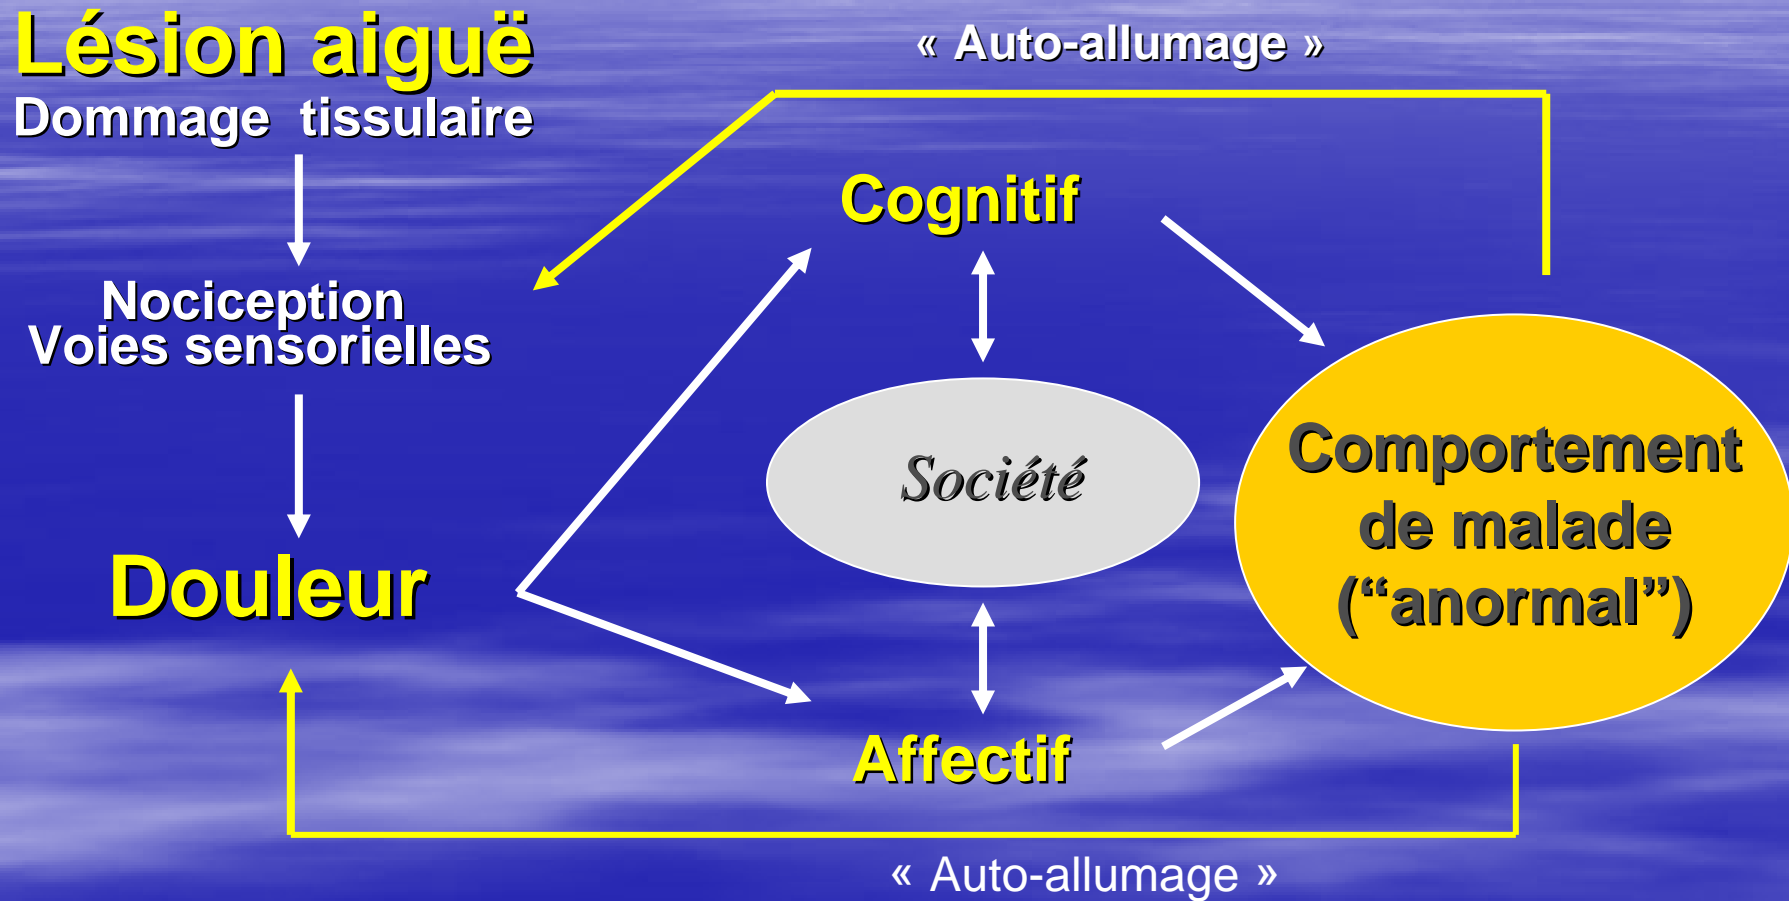 Lésion aiguë
Dommage tissulaire
« Auto-allumage »
Cognitif
Nociception
Voies sensorielles
Société
Comportement
de malade
(“anormal”)
Douleur
Affectif
« Auto-allumage »